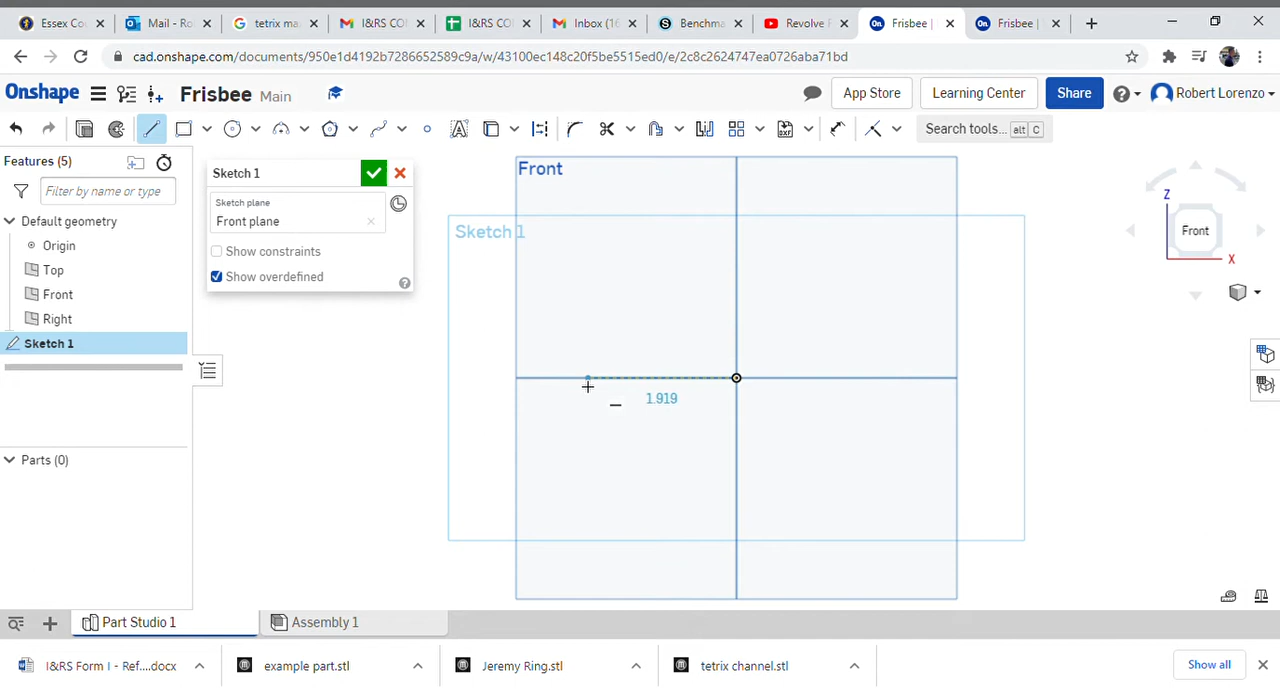 Essex Co
Mail - Ro
tetrix ma
I&RS CO
I&RS CO
Inbox (16
Benchma
Revolve F
Frisbee |
Frisbee |
cad.onshape.com/documents/950e1d4192b7286652589c9a/w/43100ec148c20f5be5515ed0/e/2c8c2624747ea0726aba71bd
Onshape
Frisbee Main
App Store
Learning Center
Share
Robert Lorenzo
Search tools... alt C
Features (5)
Filter by name or type
Default geometry
Origin
Top
Front
Right
Sketch 1
Parts (0)
Sketch 1
Sketch plane
Front plane
Show constraints
Show overdefined
Front
Sketch 1
1.919
Z
Front
X
Part Studio 1
Assembly 1
I&RS Form I - Ref....docx
example part.stl
Jeremy Ring.stl
tetrix channel.stl
Show all